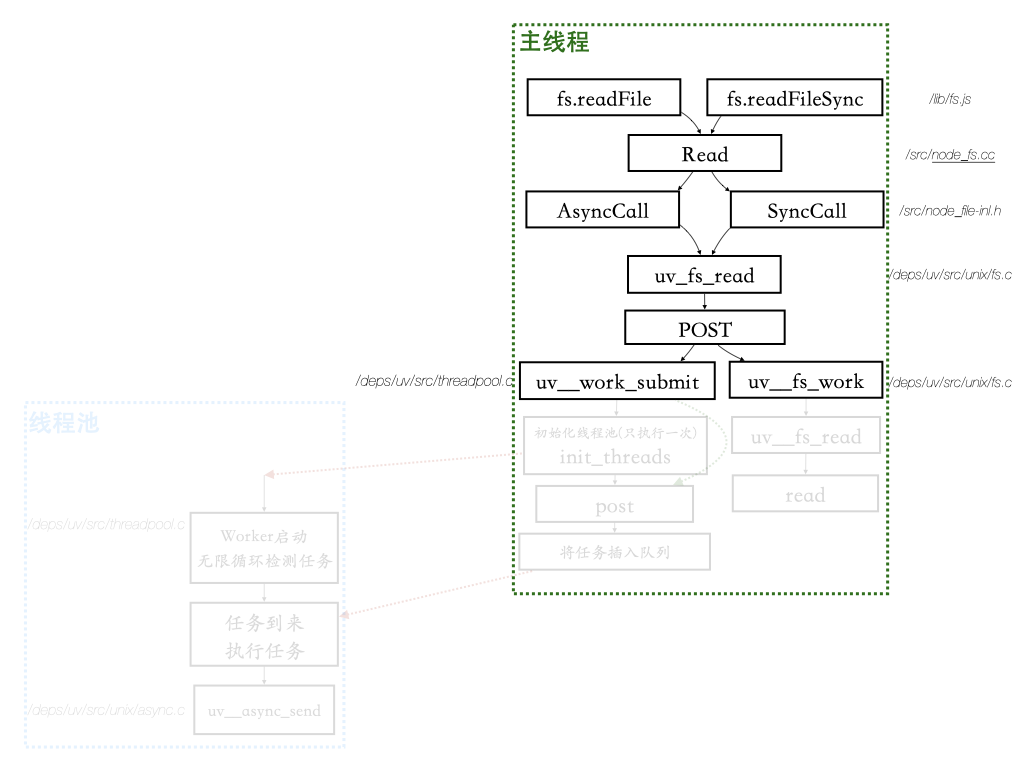 主线程
fs.readFile
fs.readFileSync
/lib/fs.js
Read
/src/node_fs.cc
AsyncCall
SyncCall
/src/node_file-inl.h
uv_fs_read
/deps/uv/src/unix/fs.c
POST
/deps/uv/src/threadpool.c
uv__work_submit
uv__fs_work
/deps/uv/src/unix/fs.c
线程池
初始化线程池(只执行一次)
init_threads
uv__fs_read
post
read
/deps/uv/src/threadpool.c
Worker启动
无限循环检测任务
将任务插入队列
任务到来
执行任务
/deps/uv/src/unix/async.c
uv__async_send